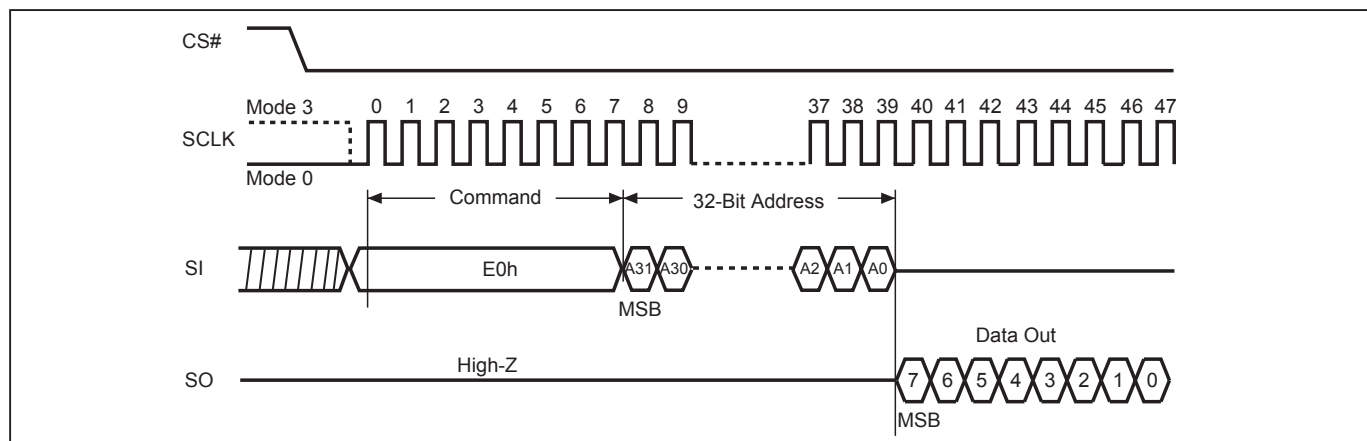 CS#
Mode 3
0 1 2 3 4 5 6 7 8 9 37 38 39 40 41 42 43 44 45 46 47
SCLK
Mode 0
Command 32-Bit Address
SI E0h A31 A30 A2 A1 A0
MSB
Data Out
High-Z
SO 7 6 5 4 3 2 1 0
MSB